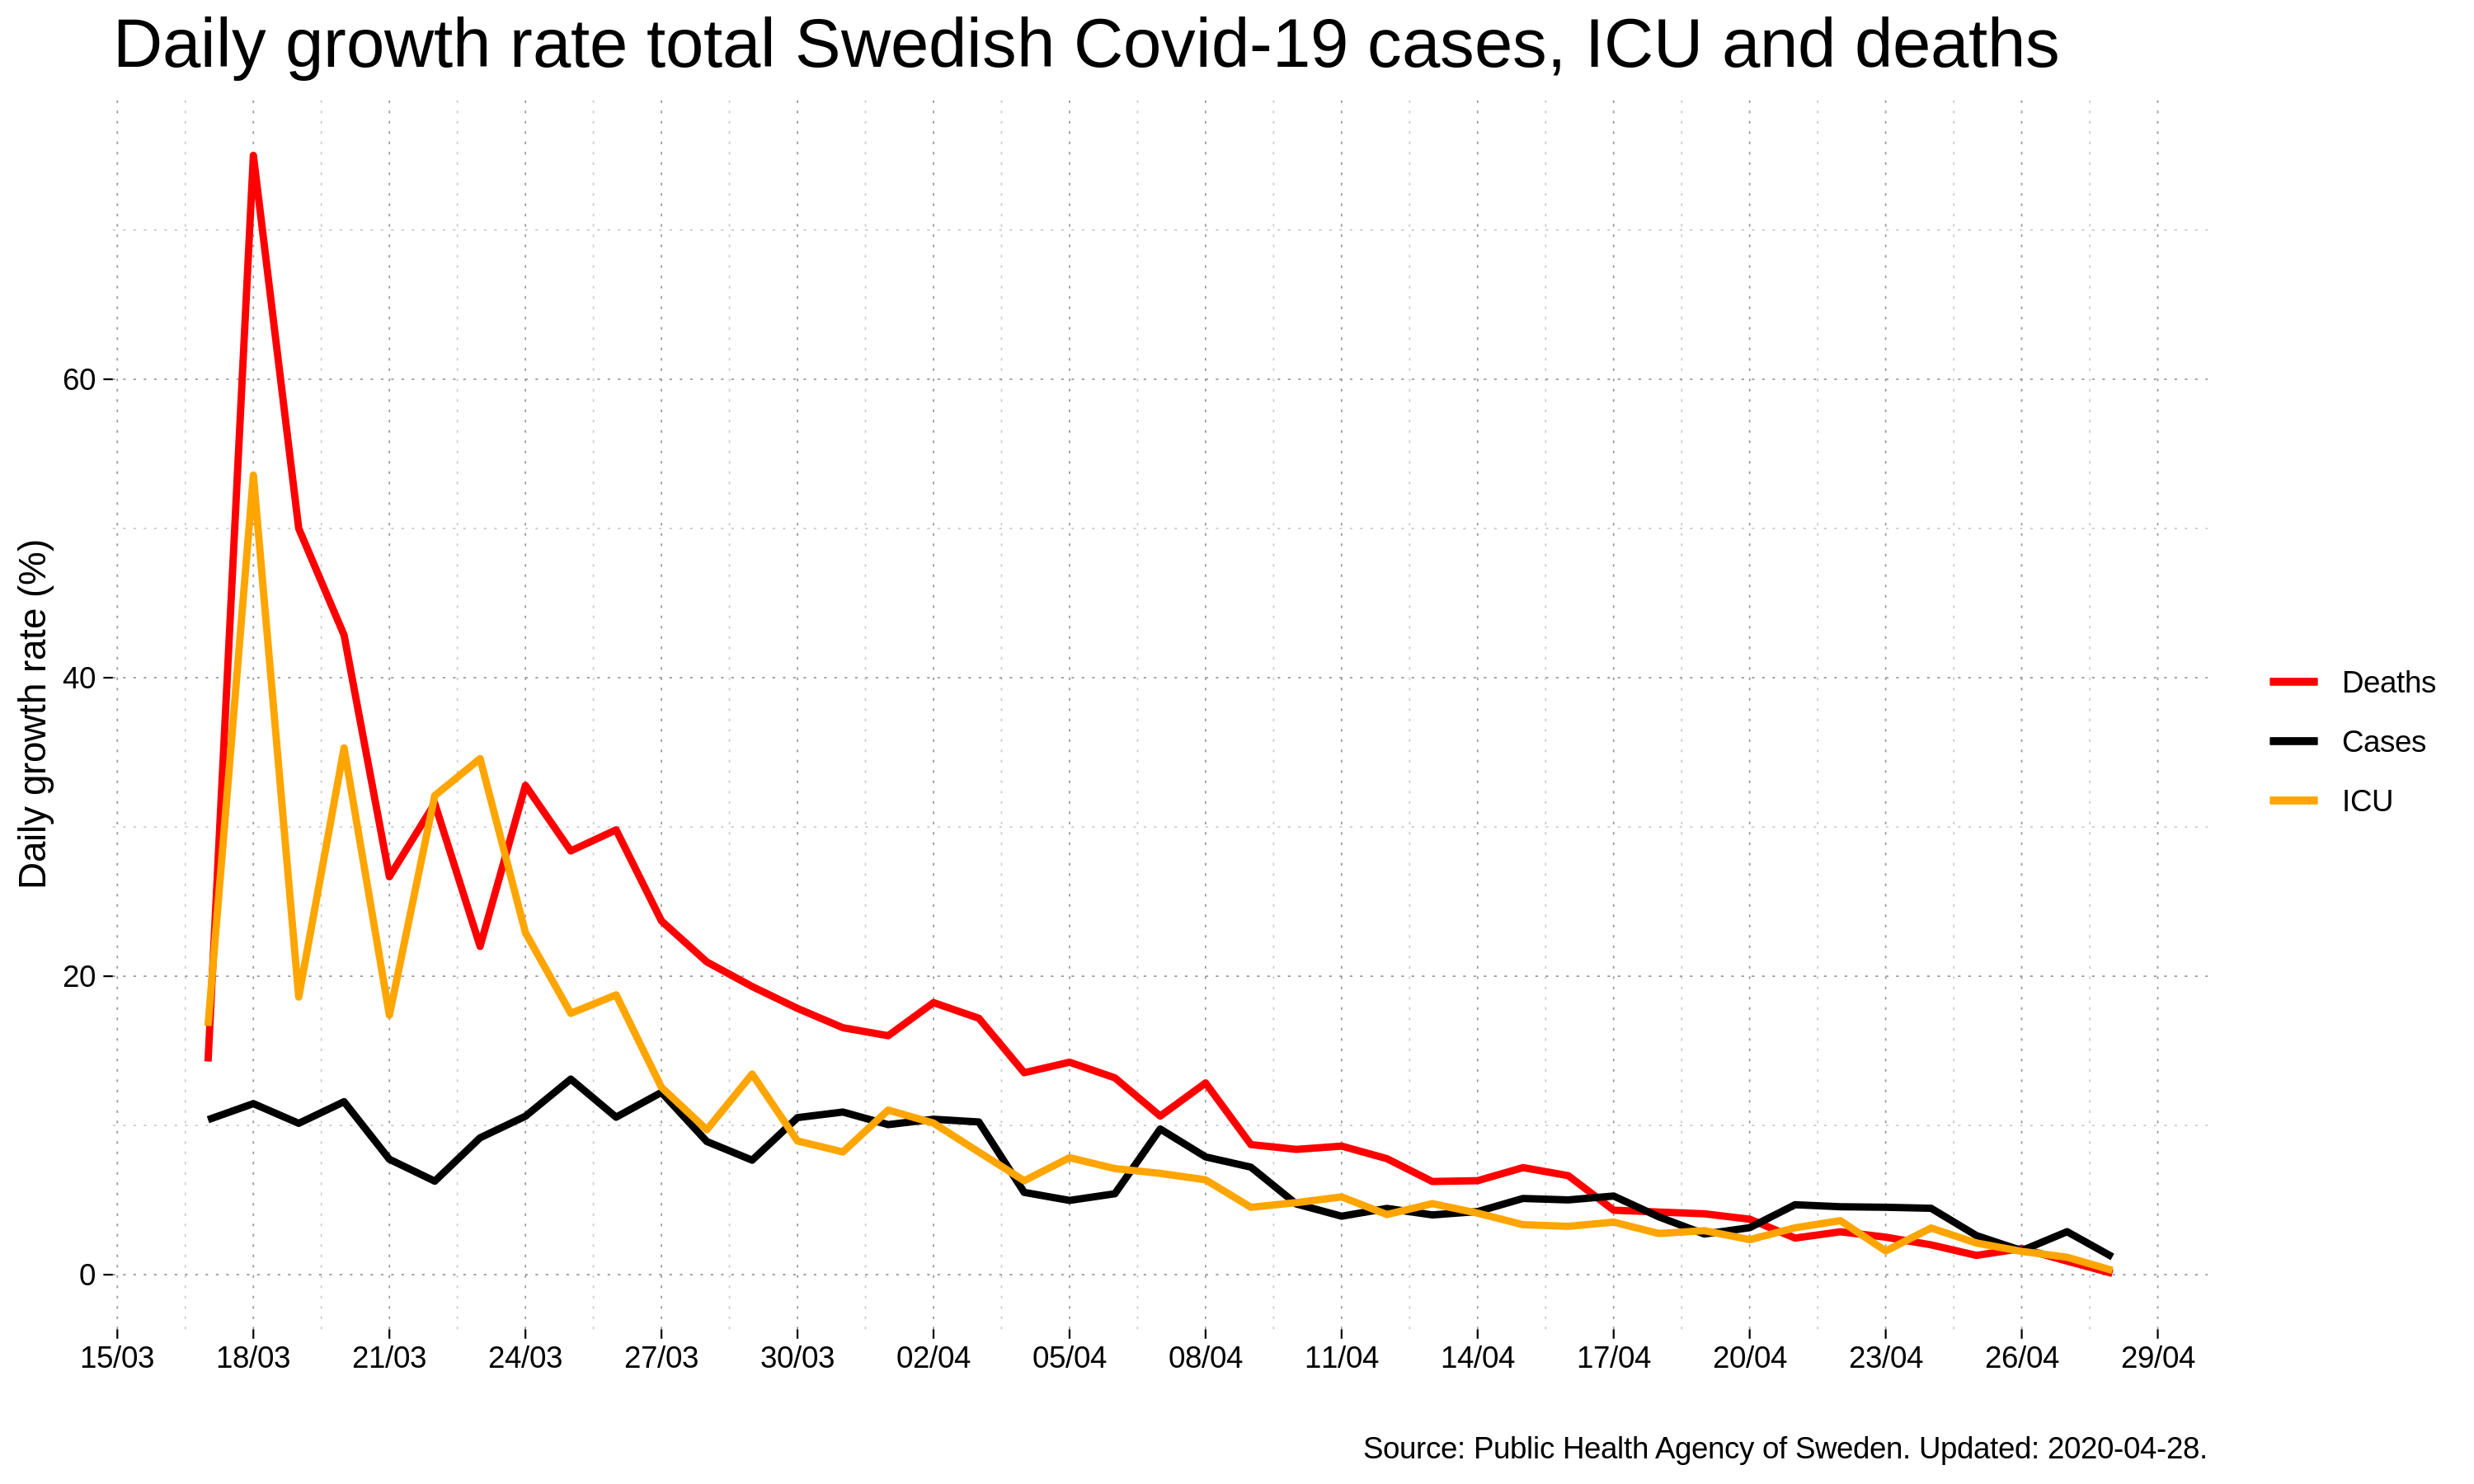 Daily growth rate total Swedish Covid-19 cases, ICU and deaths
Daily growth rate (%)
60
40
20
0
Deaths
Cases
ICU
15/03 18/03 21/03 24/03 27/03 30/03 02/04 05/04 08/04 11/04 14/04 17/04 20/04 23/04 26/04 29/04
Source: Public Health Agency of Sweden. Updated: 2020-04-28.